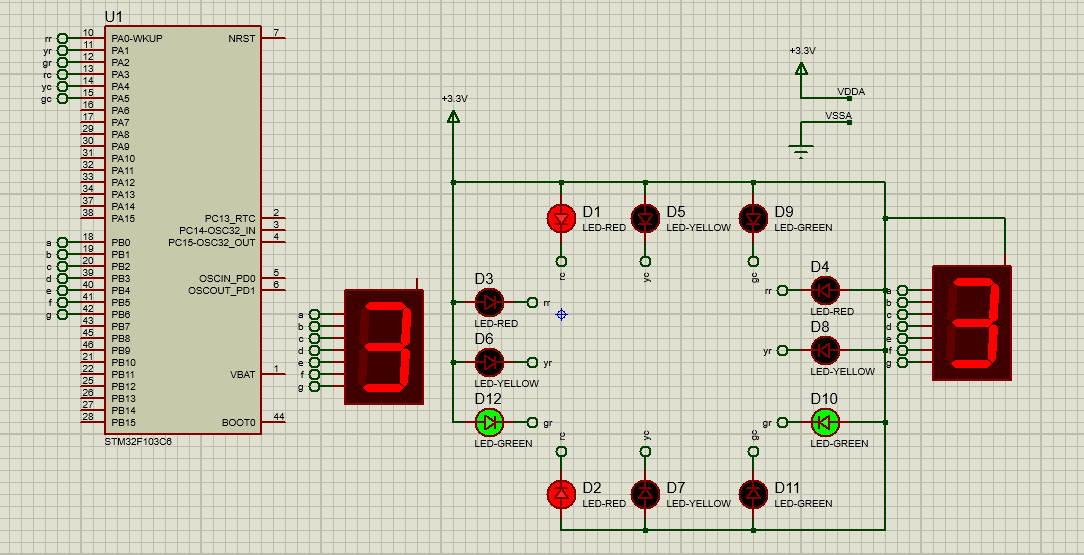 U1
rr 10 PA0-WKUP NRST 7
yr 11 PA1
gr 12 PA2
rc 13 PA3
yc 14 PA4
gc 15 PA5
16 PA6
17 PA7
29 PA8
30 PA9
31 PA10
32 PA11
33 PA12
34 PA13
37 PA14
38 PA15 PC13_RTC 2
PC14-OSC32_IN 3
a 18 PB0 PC15-OSC32_OUT 4
b 19 PB1
c 20 PB2
d 39 PB3 OSCIN_PD0 5
e 40 PB4 OSCOUT_PD1 6
f 41 PB5
g 42 PB6
43 PB7
45 PB8
46 PB9
21 PB10
22 PB11 VBAT 1
25 PB12
26 PB13
27 PB14
28 PB15 BOOT0 44
STM32F103C6
a
b
c
d
e
f
g
3
+3.3V
+3.3V
VDDA
VSSA
D1
LED-RED
rc
D5
LED-YELLOW
yc
D9
LED-GREEN
gc
D3
rr
LED-RED
D6
yr
LED-YELLOW
D12
gr
LED-GREEN
D4
rr
LED-RED
D8
yr
LED-YELLOW
D10
gr
LED-GREEN
rc
D2
LED-RED
yc
D7
LED-YELLOW
gc
D11
LED-GREEN
a
b
c
d
e
f
g
3